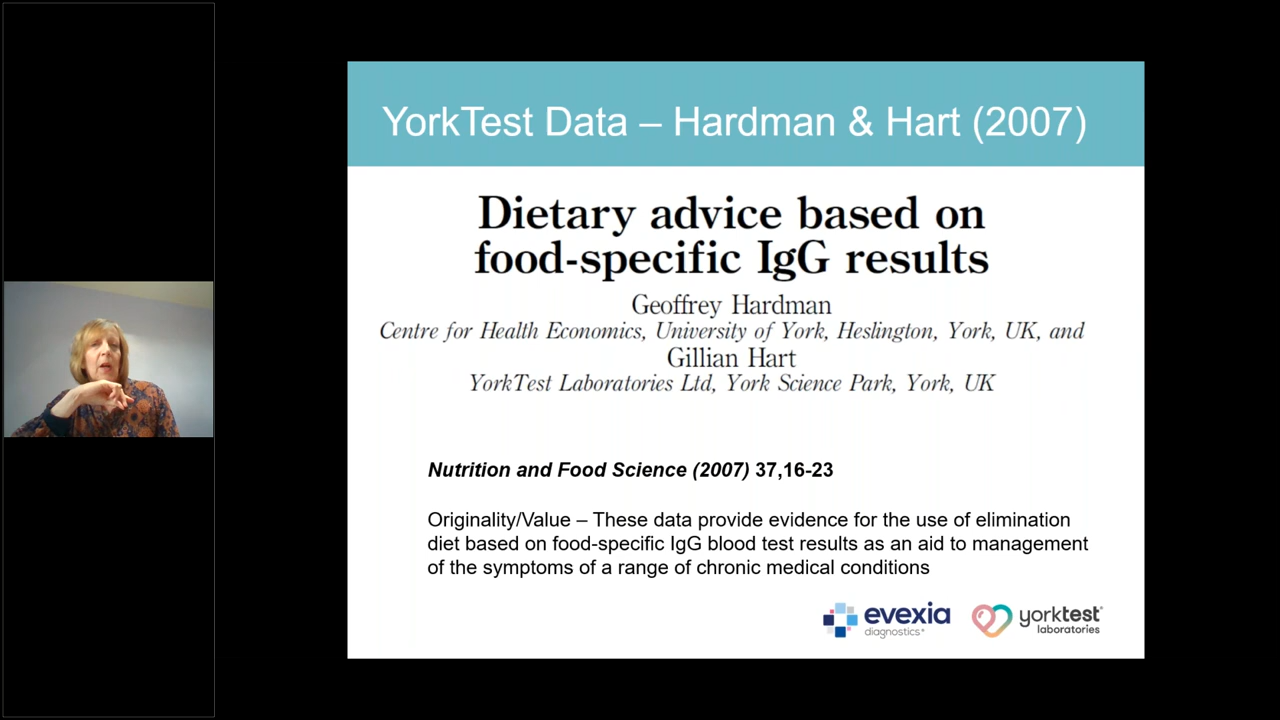 YorkTest Data – Hardman & Hart (2007)
Dietary advice based on
food-specific IgG results
Geoffrey Hardman
Centre for Health Economics, University of York, Heslington, York, UK, and
Gillian Hart
YorkTest Laboratories Ltd, York Science Park, York, UK
Nutrition and Food Science (2007) 37,16-23
Originality/Value – These data provide evidence for the use of elimination
diet based on food-specific IgG blood test results as an aid to management
of the symptoms of a range of chronic medical conditions
evexia
diagnostics
yorktest
laboratories